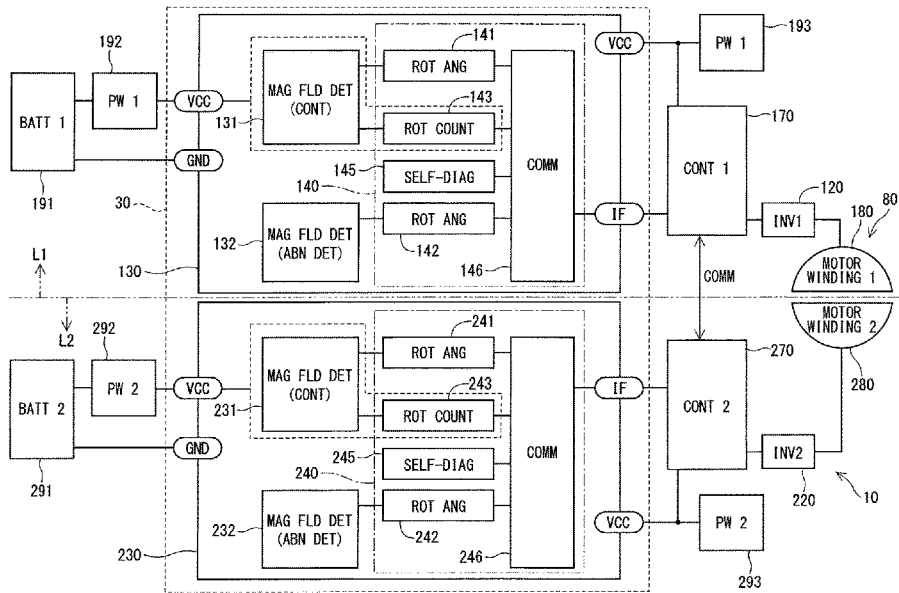 192
193
141
VCC
PW 1
PW 1
BATT 1
VCC
MAG FLD DET
(CONT)
ROT ANG
143
131
ROT COUNT
170
GND
145
SELF-DIAG
COMM
CONT 1
191
30
140
120
80
MAG FLD DET
(ABN DET)
ROT ANG
IF
INV1
180
132
142
L1
130
146
COMM
MOTOR
WINDING 1
L2
292
241
MOTOR
WINDING 2
270
280
PW 2
BATT 2
VCC
MAG FLD DET
(CONT)
ROT ANG
243
IF
231
ROT COUNT
CONT 2
GND
245
SELF-DIAG
COMM
INV2
291
240
220
10
MAG FLD DET
(ABN DET)
ROT ANG
VCC
PW 2
232
242
230
246
293